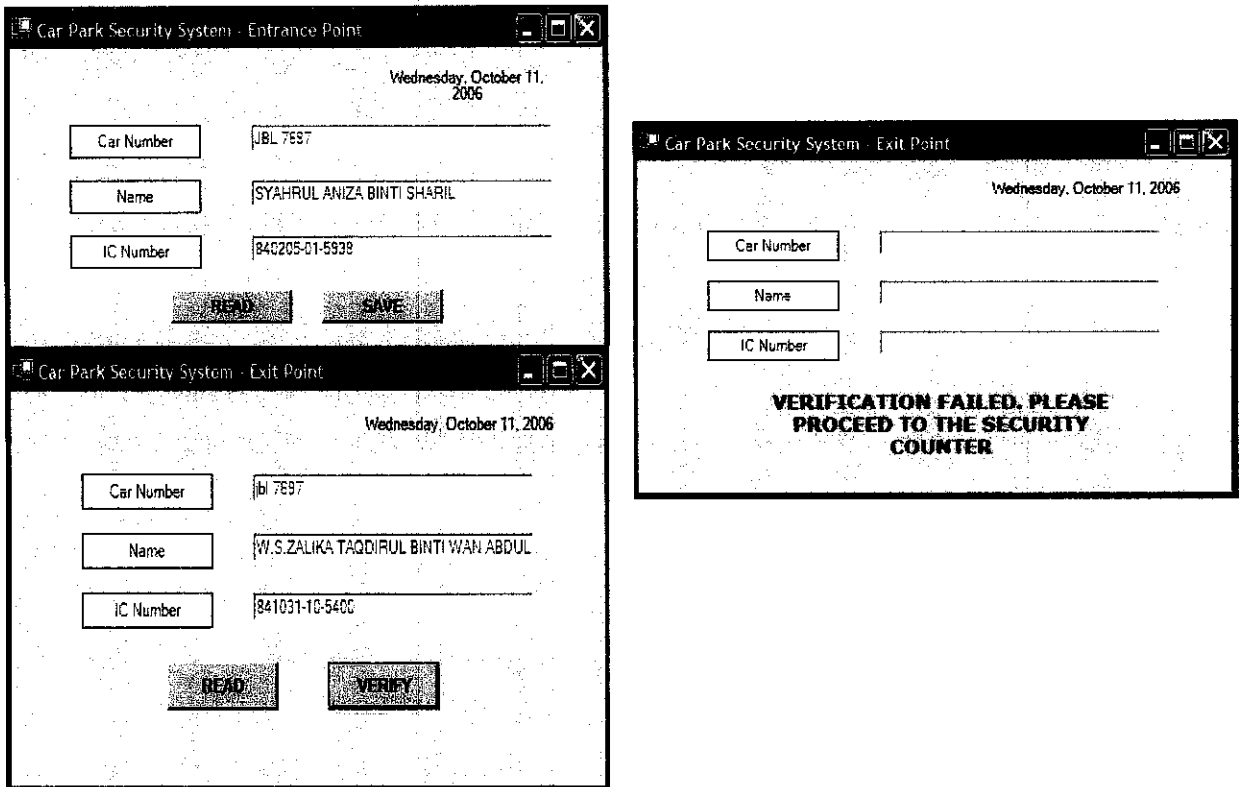 Car Park Security System - Entrance Point
Wednesday, October 11,
2006
Car Number
JBL 7697
Name
SYAHRUL ANIZA BINTI SHARIL
IC Number
840205-01-5938
READ
SAVE
Car Park Security System - Exit Point
Wednesday, October 11, 2006
Car Number
jbl 7697
Name
W.S.ZALIKA TAQDIRUL BINTI WAN ABDUL
IC Number
841031-10-5400
READ
VERIFY
Car Park Security System - Exit Point
Wednesday, October 11, 2006
Car Number
Name
IC Number
VERIFICATION FAILED. PLEASE
PROCEED TO THE SECURITY
COUNTER